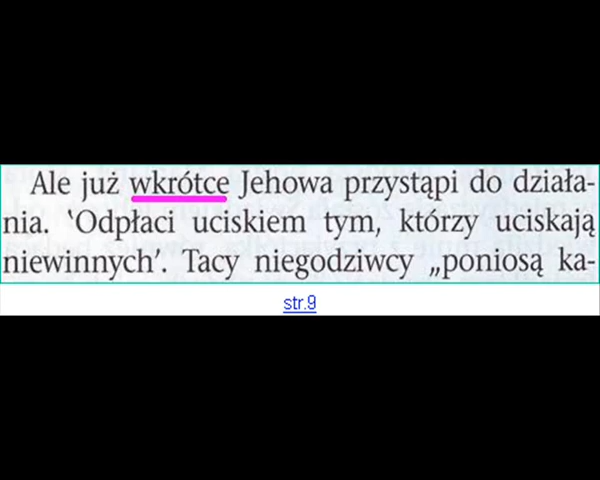 Ale już wkrótce Jehowa przystąpi do działa-
nia. ‛Odpłaci uciskiem tym, którzy uciskają
niewinnych’. Tacy niegodziwcy „poniosą ka-
str.9